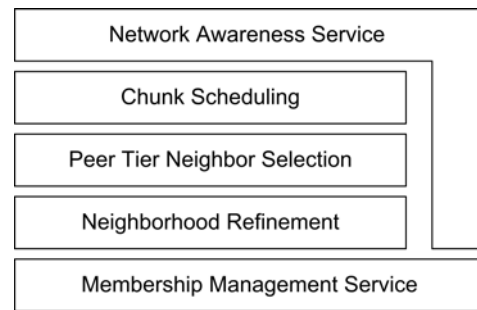 Network Awareness Service
Chunk Scheduling
Peer Tier Neighbor Selection
Neighborhood Refinement
Membership Management Service